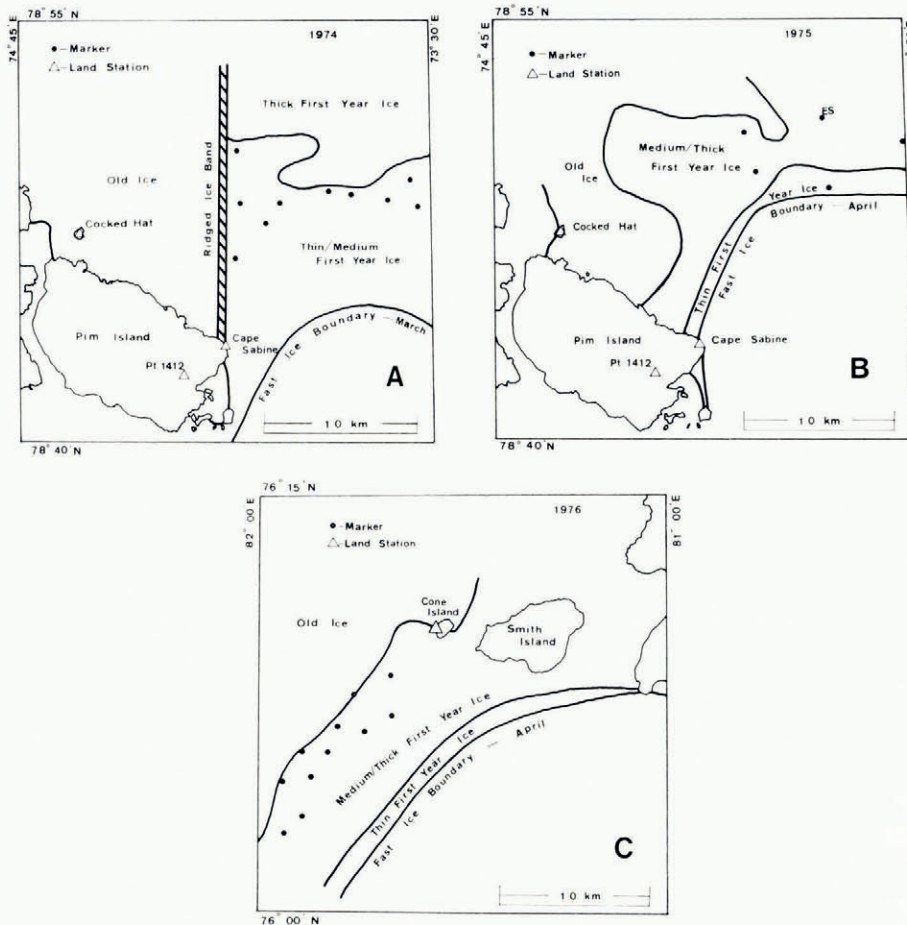 78° 55' N
74° 45' E
73° 30' E
1974
• – Marker
△ – Land Station
Thick First Year Ice
Ridged Ice Band
Old Ice
Cocked Hat
Thin/Medium
First Year Ice
Fast Ice Boundary — March
Pim Island
Cape
Sabine
Pt 1412
A
10 km
78° 40' N
78° 55' N
74° 45' E
1975
• – Marker
△ – Land Station
ES
Medium/Thick
First Year Ice
Old
Ice
Cocked Hat
Thin First Year Ice
Fast Ice Boundary — April
Pim Island
Cape Sabine
Pt 1412
B
10 km
78° 40' N
76° 15' N
82° 00' E
81° 00' E
1976
• – Marker
△ – Land Station
Cone
Island
Old Ice
Smith
Island
Medium/Thick First Year Ice
Thin First Year Ice
Fast Ice Boundary — April
C
10 km
76° 00' N